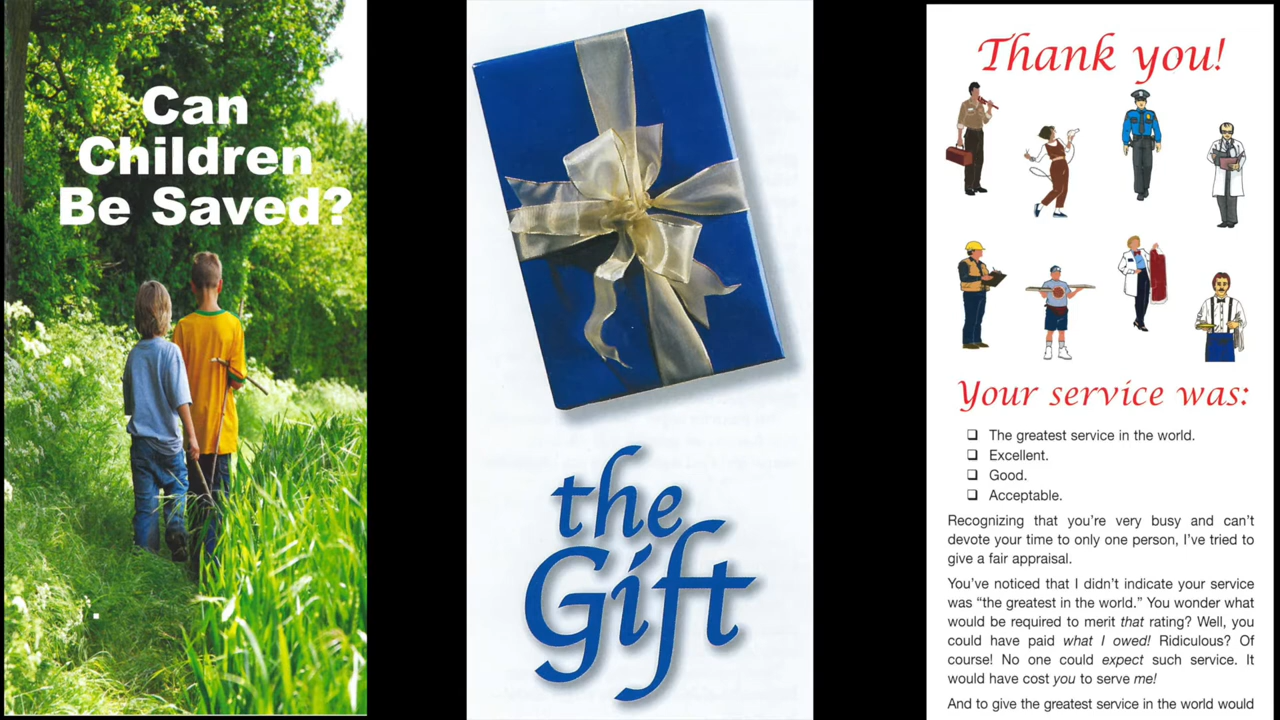 Can
Children
Be Saved?
the
Gift
Thank you!
Your service was:
❑ The greatest service in the world.
❑ Excellent.
❑ Good.
❑ Acceptable.
Recognizing that you’re very busy and can’t
devote your time to only one person, I’ve tried to
give a fair appraisal.
You’ve noticed that I didn’t indicate your service
was “the greatest in the world.” You wonder what
would be required to merit that rating? Well, you
could have paid what I owed! Ridiculous? Of
course! No one could expect such service. It
would have cost you to serve me!
And to give the greatest service in the world would